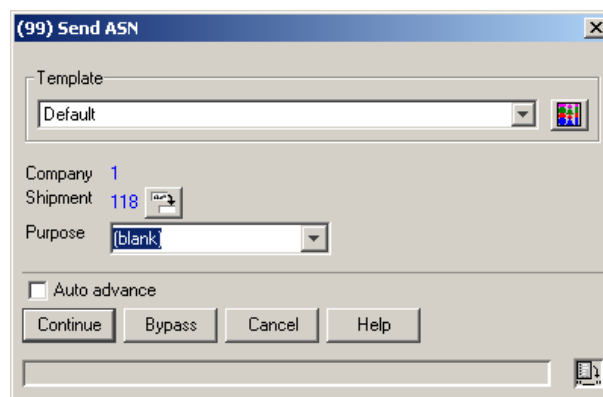 (99) Send ASN
Template
Default
Company 1
Shipment 118
Purpose (blank)
Auto advance
Continue Bypass Cancel Help